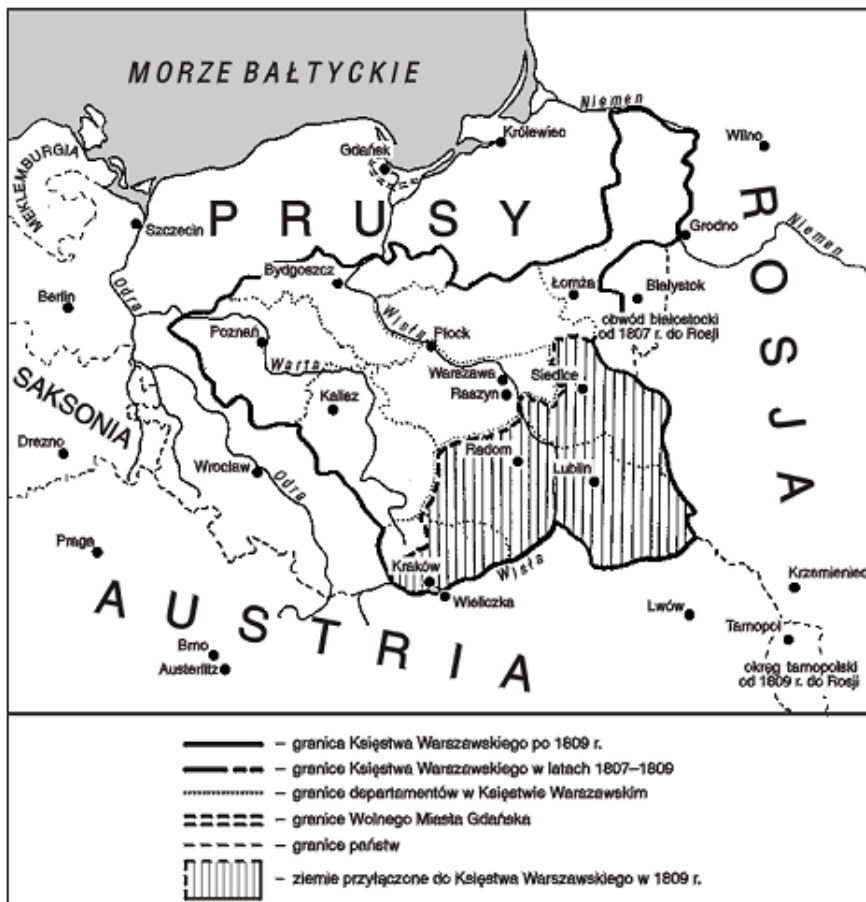 MORZE BAŁTYCKIE
Niemen
Królewiec
Wilno
Gdańsk
MEKLEMBURGIA
PRUSY
ROSJA
Szczecin
Grodno
Niemen
Bydgoszcz
Odra
Łomża
Białystok
Berlin
Wisła
obwód białostocki
od 1807 r. do Rosji
Poznań
Płock
Warta
Warszawa
Siedlce
Raszyn
SAKSONIA
Kalisz
Drezno
Radom
Wrocław
Odra
Lublin
Praga
Kraków
Wisła
Krzemieniec
Wieliczka
AUSTRIA
Lwów
Tarnopol
Brno
Austerlitz
okręg tarnopolski
od 1809 r. do Rosji
– granica Księstwa Warszawskiego po 1809 r.
– granice Księstwa Warszawskiego w latach 1807–1809
– granice departamentów w Księstwie Warszawskim
– granice Wolnego Miasta Gdańska
– granice państw
– ziemie przyłączone do Księstwa Warszawskiego w 1809 r.